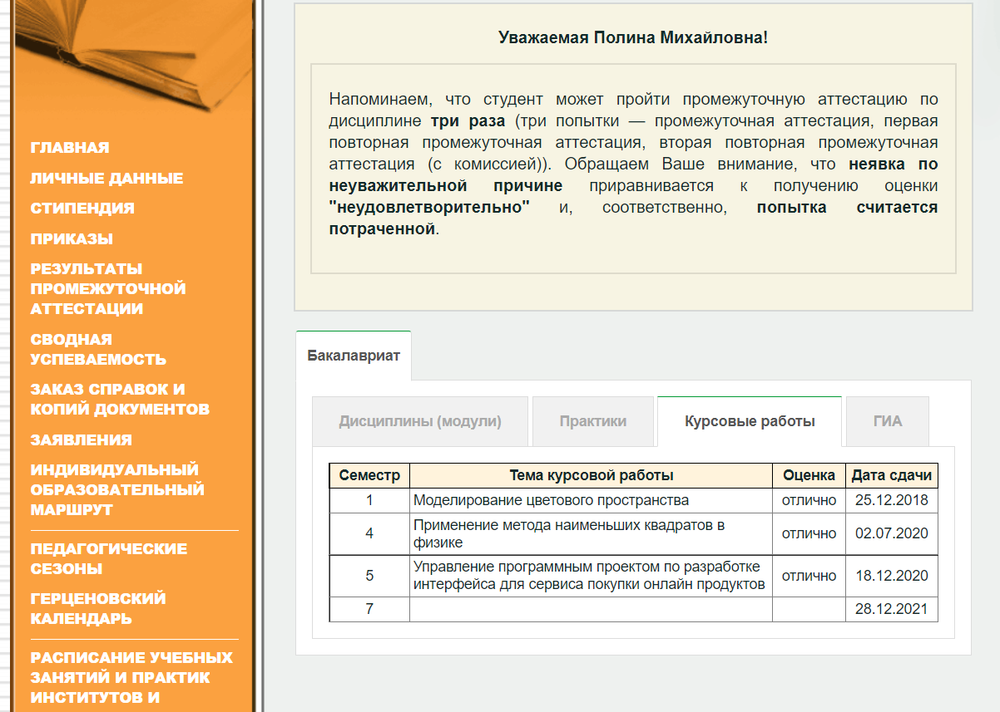 ГЛАВНАЯ
ЛИЧНЫЕ ДАННЫЕ
СТИПЕНДИЯ
ПРИКАЗЫ
РЕЗУЛЬТАТЫ
ПРОМЕЖУТОЧНОЙ
АТТЕСТАЦИИ
СВОДНАЯ
УСПЕВАЕМОСТЬ
ЗАКАЗ СПРАВОК И
КОПИЙ ДОКУМЕНТОВ
ЗАЯВЛЕНИЯ
ИНДИВИДУАЛЬНЫЙ
ОБРАЗОВАТЕЛЬНЫЙ
МАРШРУТ
ПЕДАГОГИЧЕСКИЕ
СЕЗОНЫ
ГЕРЦЕНОВСКИЙ
КАЛЕНДАРЬ
РАСПИСАНИЕ УЧЕБНЫХ
ЗАНЯТИЙ И ПРАКТИК
ИНСТИТУТОВ И
Уважаемая Полина Михайловна!
Напоминаем, что студент может пройти промежуточную аттестацию по
дисциплине три раза (три попытки — промежуточная аттестация, первая
повторная промежуточная аттестация, вторая повторная промежуточная
аттестация (с комиссией)). Обращаем Ваше внимание, что неявка по
неуважительной причине приравнивается к получению оценки
"неудовлетворительно" и, соответственно, попытка считается
потраченной.
Бакалавриат
Дисциплины (модули) Практики Курсовые работы ГИА
Семестр Тема курсовой работы Оценка Дата сдачи
1 Моделирование цветового пространства отлично 25.12.2018
4 Применение метода наименьших квадратов в
физике отлично 02.07.2020
5 Управление программным проектом по разработке
интерфейса для сервиса покупки онлайн продуктов отлично 18.12.2020
7 28.12.2021